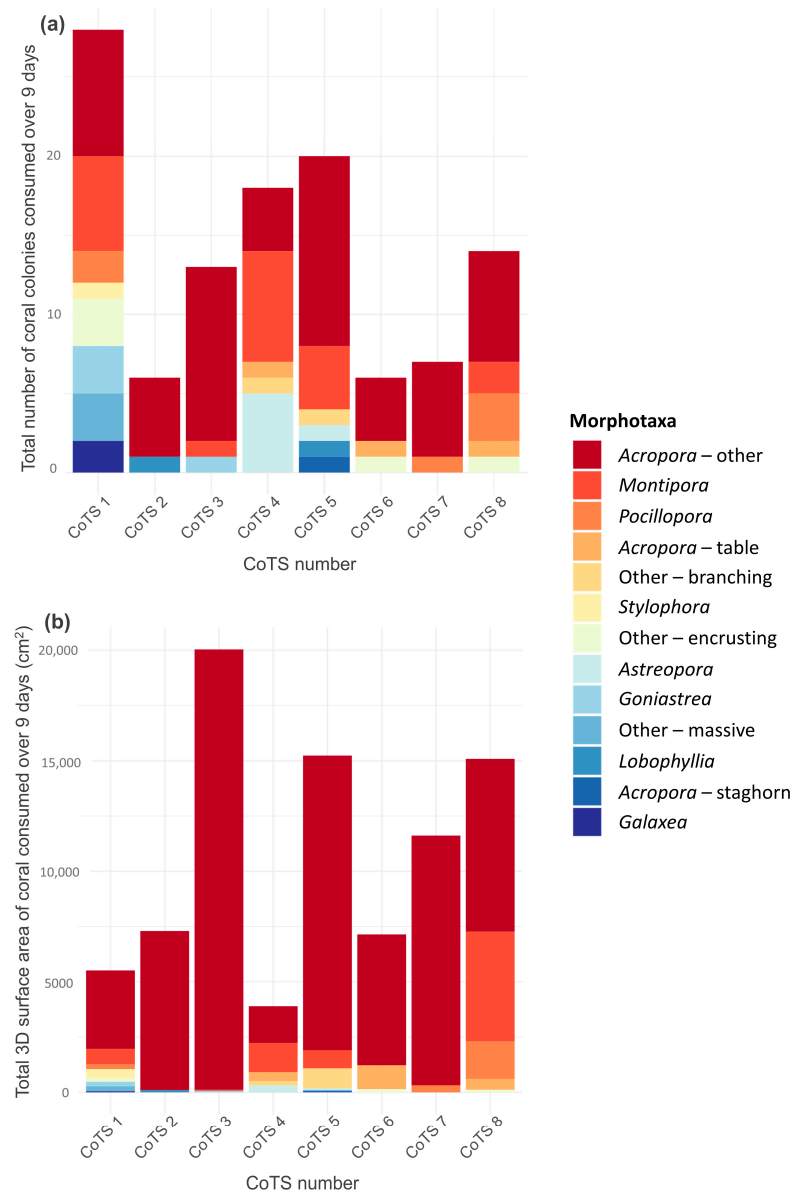 (a)
Total number of coral colonies consumed over 9 days
20
10
0
CoTS 1
CoTS 2
CoTS 3
CoTS 4
CoTS 5
CoTS 6
CoTS 7
CoTS 8
CoTS number
Morphotaxa
Acropora – other
Montipora
Pocillopora
Acropora – table
Other – branching
Stylophora
Other – encrusting
Astreopora
Goniastrea
Other – massive
Lobophyllia
Acropora – staghorn
Galaxea
(b)
Total 3D surface area of coral consumed over 9 days (cm²)
20,000
15,000
10,000
5000
0
CoTS 1
CoTS 2
CoTS 3
CoTS 4
CoTS 5
CoTS 6
CoTS 7
CoTS 8
CoTS number